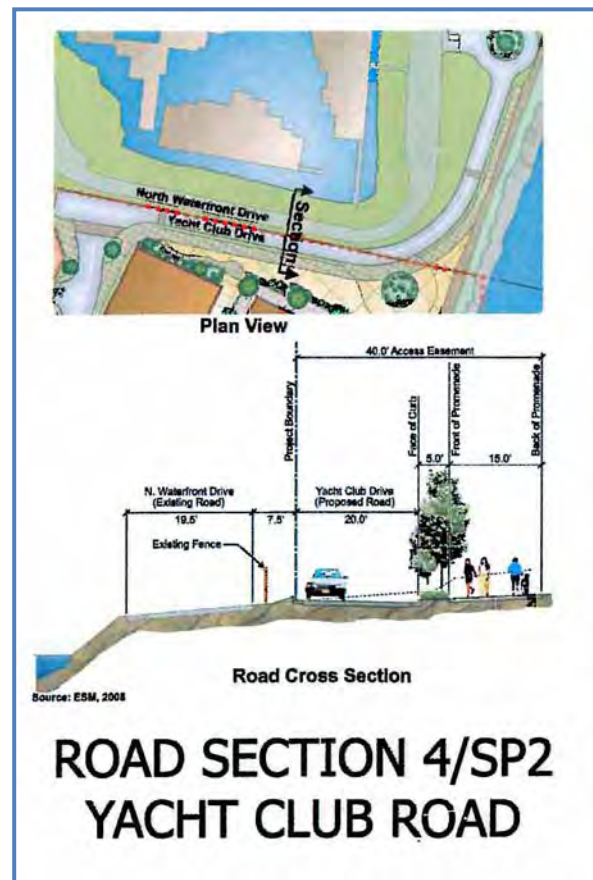 North Waterfront Drive
Yacht Club Drive
Section
Plan View
40.0' Access Easement
Project Boundary
Face of Curb
Front of Promenade
Back of Promenade
5.0'
15.0'
N. Waterfront Drive
(Existing Road)
19.5'
7.5'
Yacht Club Drive
(Proposed Road)
20.0'
Existing Fence
Road Cross Section
Source: ESM, 2008
ROAD SECTION 4/SP2
YACHT CLUB ROAD